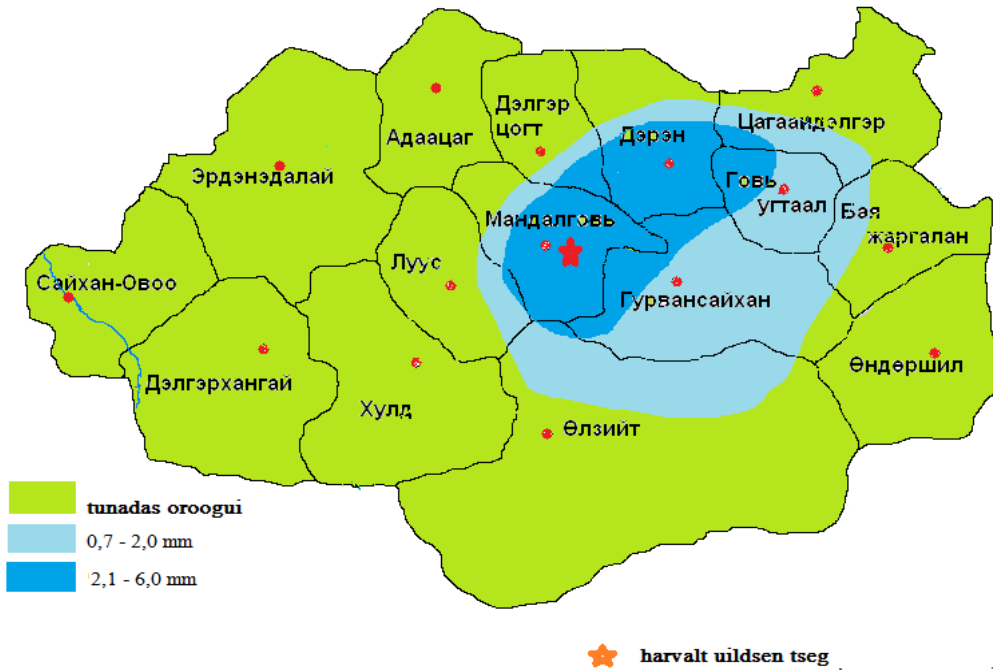 Дэлгэр
цогт
Дэрэн
Цагаандэлгэр
Адаацаг
Эрдэнэдалай
Говь
угтаал
Бая
жаргалан
Мандалговь
Луус
Гурвансайхан
Сайхан-Овоо
Өндөршил
Дэлгэрхангай
Хулд
Өлзийт
tunadas oroogui
0,7 - 2,0 mm
2,1 - 6,0 mm
harvalt uildsen tseg